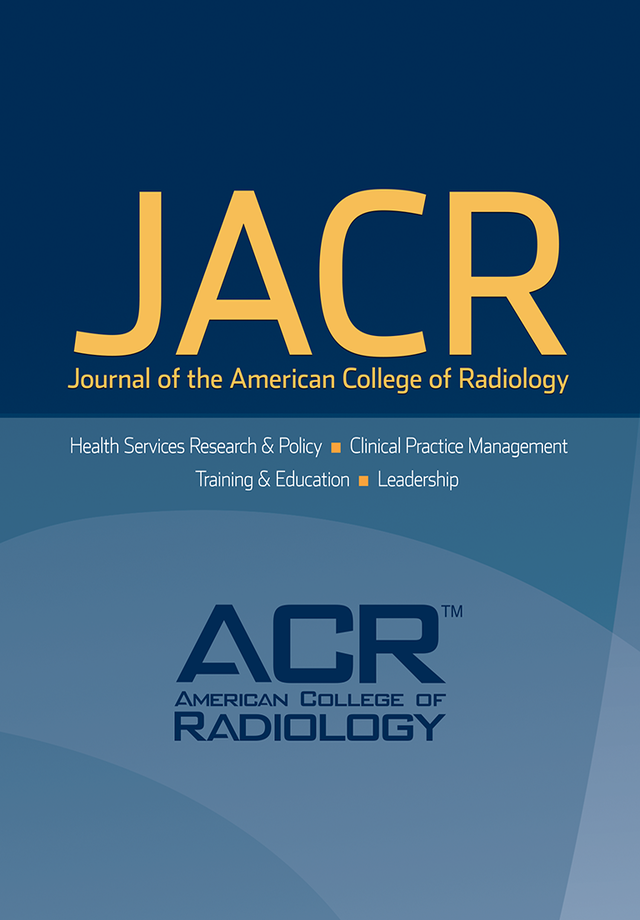 JACR
Journal of the American College of Radiology
Health Services Research & Policy ■ Clinical Practice Management
Training & Education ■ Leadership
ACR™
AMERICAN COLLEGE OF
RADIOLOGY